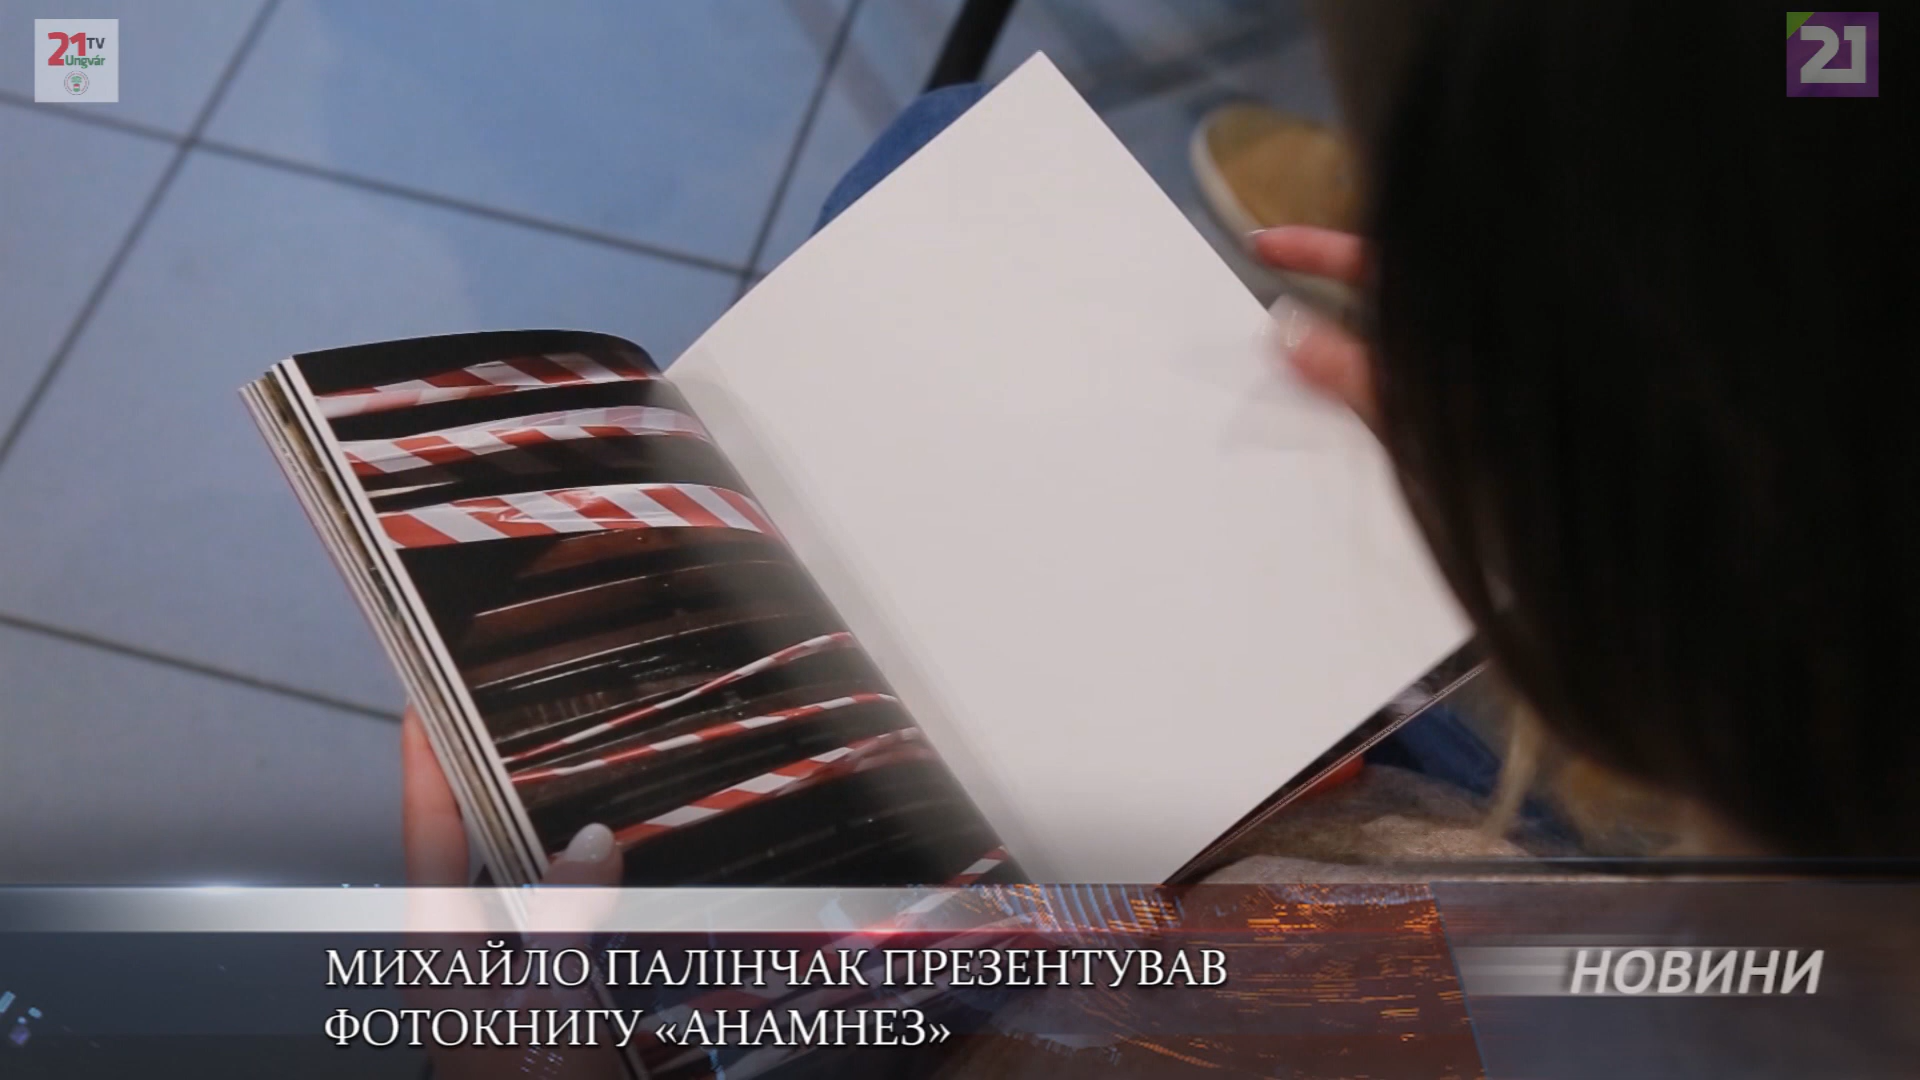 21 TV
Ungvár
21
МИХАЙЛО ПАЛІНЧАК ПРЕЗЕНТУВАВ
ФОТОКНИГУ «АНАМНЕЗ»
НОВИНИ